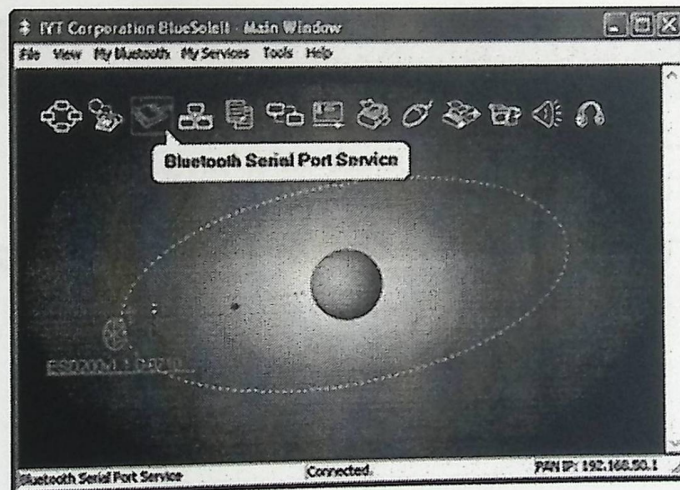 IVT Corporation BlueSoleil - Main Window
File View My Bluetooth My Services Tools Help
Bluetooth Serial Port Service
Bluetooth Serial Port Service Connected. PAN IP: 192.168.50.1